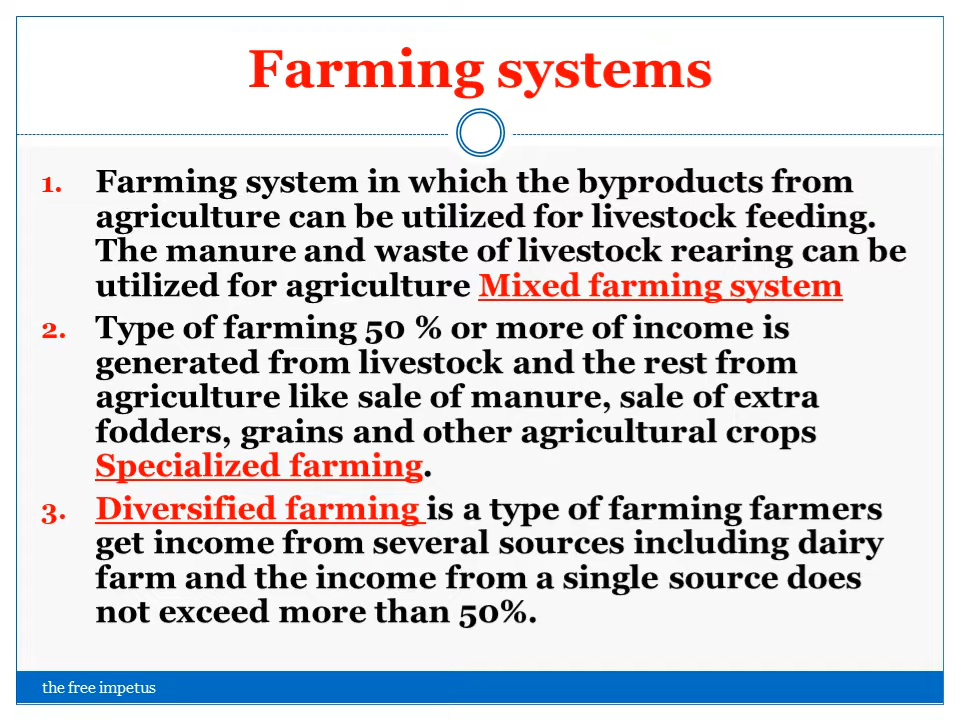 Farming systems
1. Farming system in which the byproducts from
agriculture can be utilized for livestock feeding.
The manure and waste of livestock rearing can be
utilized for agriculture Mixed farming system
2. Type of farming 50 % or more of income is
generated from livestock and the rest from
agriculture like sale of manure, sale of extra
fodders, grains and other agricultural crops
Specialized farming.
3. Diversified farming is a type of farming farmers
get income from several sources including dairy
farm and the income from a single source does
not exceed more than 50%.
the free impetus